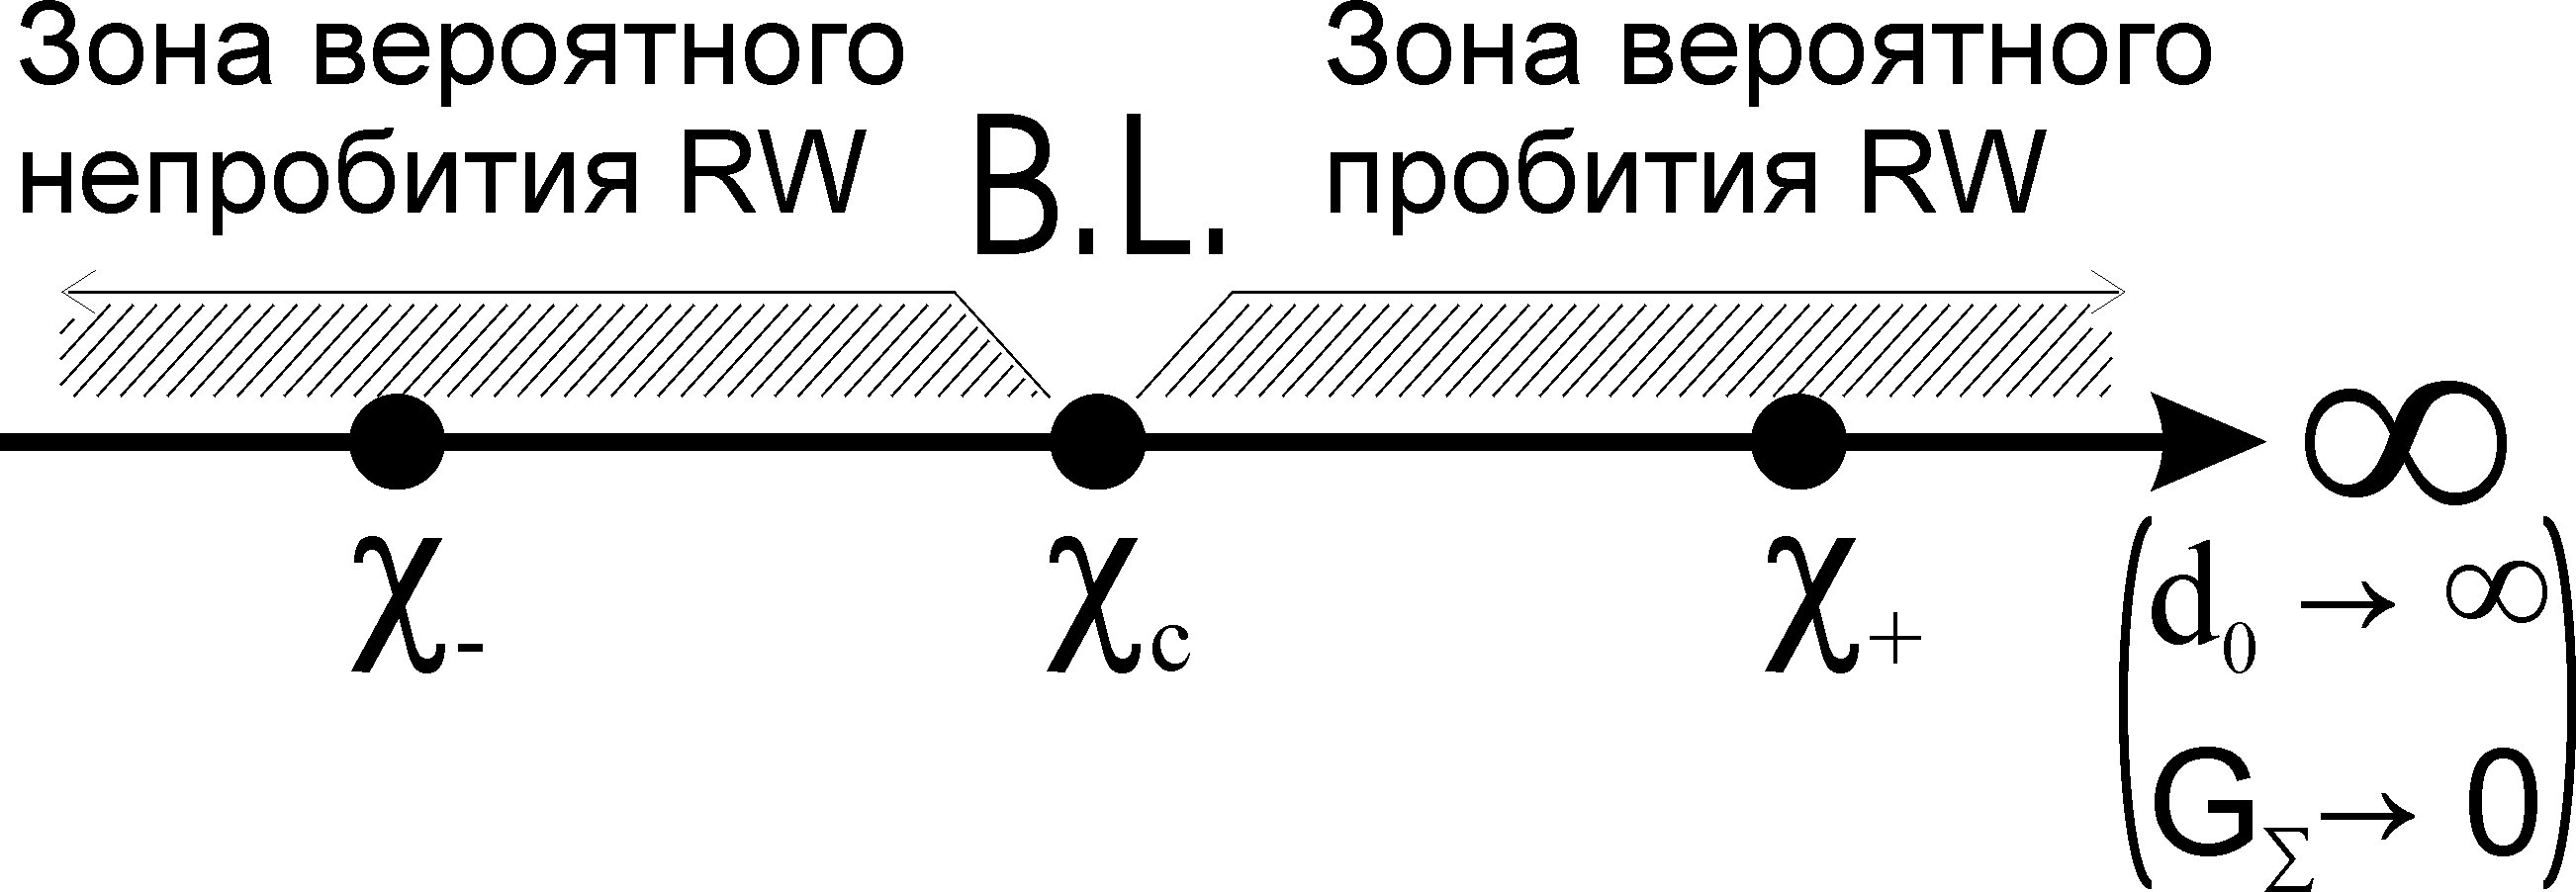 Зона вероятного
непробития RW
B.L.
Зона вероятного
пробития RW
∞
χ-
χc
χ+
d0 → ∞
GΣ → 0